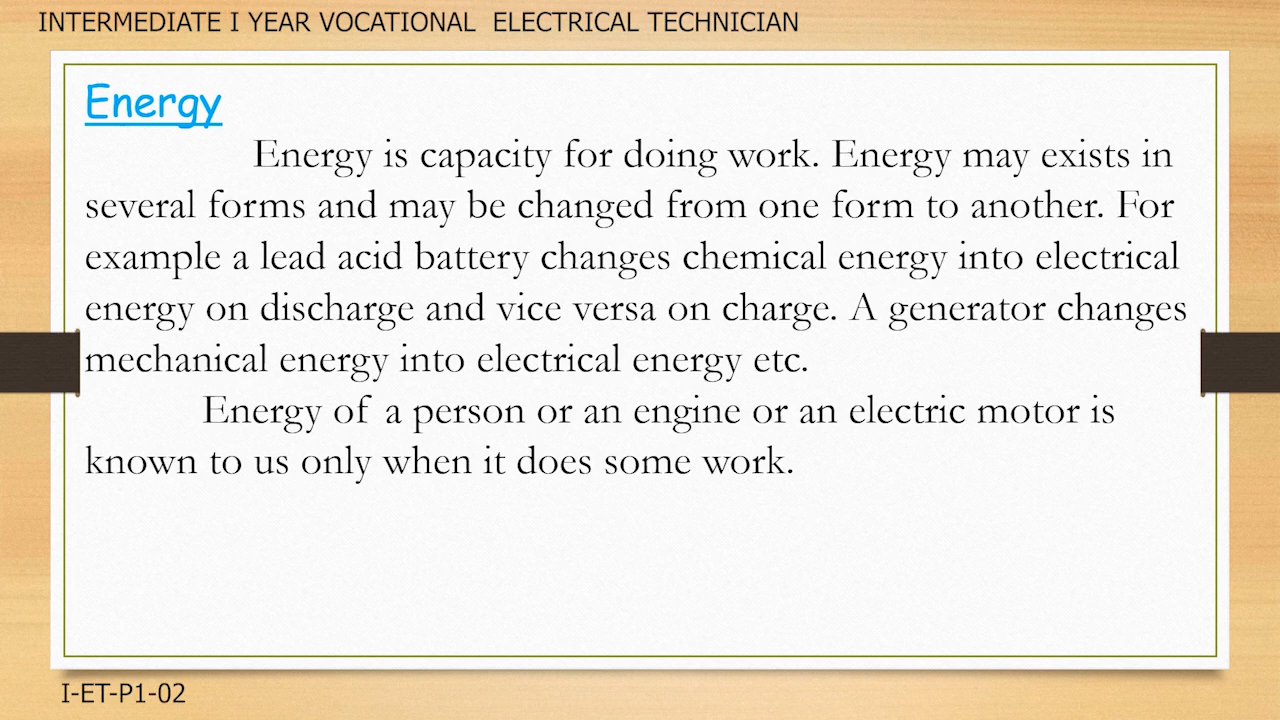 INTERMEDIATE I YEAR VOCATIONAL ELECTRICAL TECHNICIAN
Energy
Energy is capacity for doing work. Energy may exists in
several forms and may be changed from one form to another. For
example a lead acid battery changes chemical energy into electrical
energy on discharge and vice versa on charge. A generator changes
mechanical energy into electrical energy etc.
Energy of a person or an engine or an electric motor is
known to us only when it does some work.
I-ET-P1-02